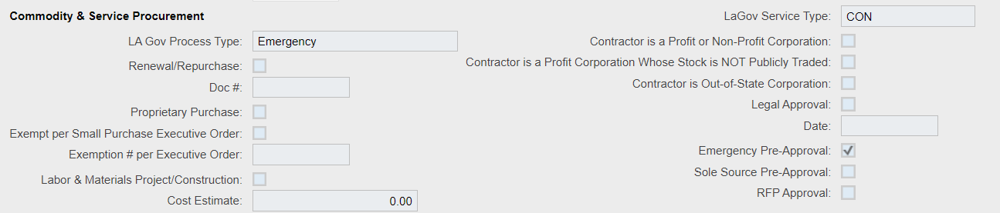 Commodity & Service Procurement
LA Gov Process Type: Emergency
Renewal/Repurchase:
Doc #:
Proprietary Purchase:
Exempt per Small Purchase Executive Order:
Exemption # per Executive Order:
Labor & Materials Project/Construction:
Cost Estimate: 0.00
LaGov Service Type: CON
Contractor is a Profit or Non-Profit Corporation:
Contractor is a Profit Corporation Whose Stock is NOT Publicly Traded:
Contractor is Out-of-State Corporation:
Legal Approval:
Date:
Emergency Pre-Approval:
Sole Source Pre-Approval:
RFP Approval: